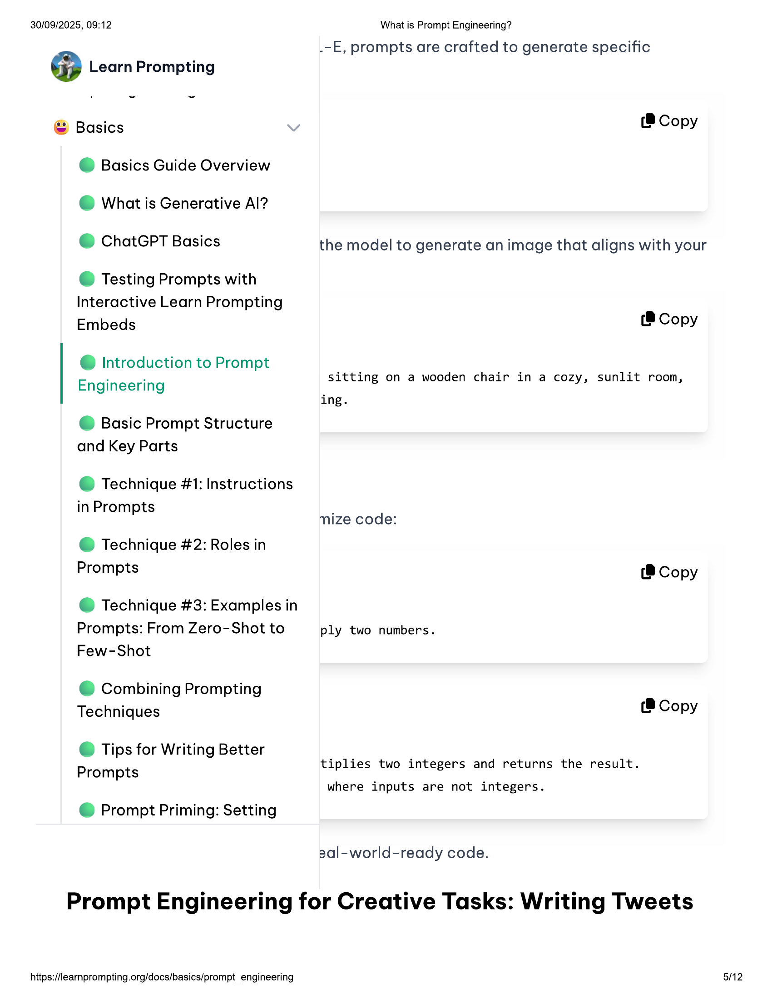 30/09/2025, 09:12
What is Prompt Engineering?
Learn Prompting
Basics
Basics Guide Overview
What is Generative AI?
ChatGPT Basics
Testing Prompts with
Interactive Learn Prompting
Embeds
Introduction to Prompt
Engineering
Basic Prompt Structure
and Key Parts
Technique #1: Instructions
in Prompts
Technique #2: Roles in
Prompts
Technique #3: Examples in
Prompts: From Zero-Shot to
Few-Shot
Combining Prompting
Techniques
Tips for Writing Better
Prompts
Prompt Priming: Setting
-E, prompts are crafted to generate specific
Copy
the model to generate an image that aligns with your
Copy
sitting on a wooden chair in a cozy, sunlit room,
ing.
mize code:
Copy
ply two numbers.
Copy
tiplies two integers and returns the result.
where inputs are not integers.
eal-world-ready code.
Prompt Engineering for Creative Tasks: Writing Tweets
https://learnprompting.org/docs/basics/prompt_engineering
5/12